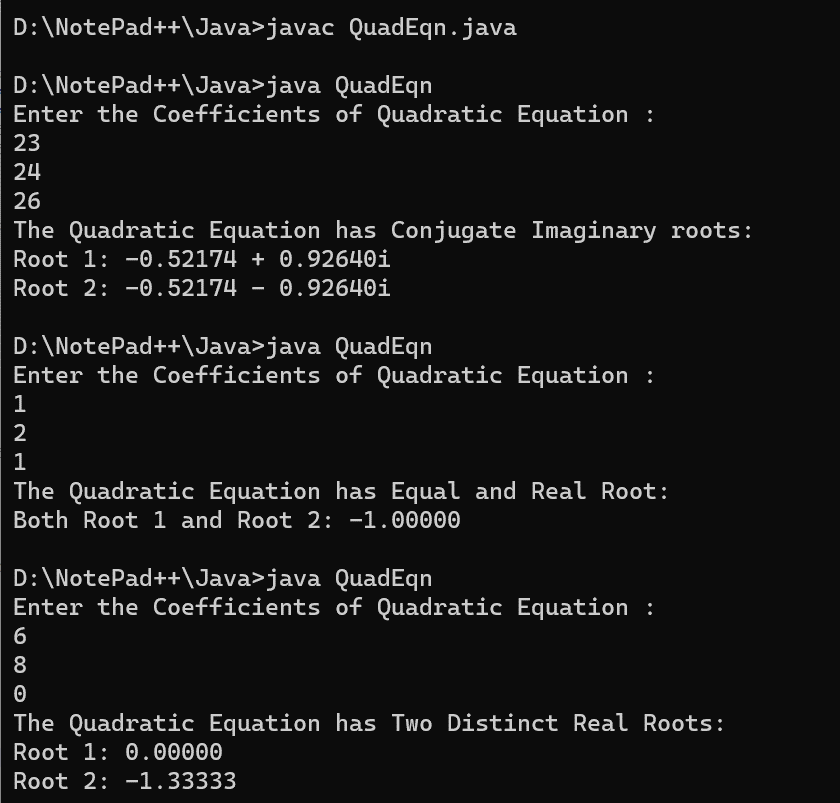 D:\NotePad++\Java>javac QuadEqn.java
D:\NotePad++\Java>java QuadEqn
Enter the Coefficients of Quadratic Equation :
23
24
26
The Quadratic Equation has Conjugate Imaginary roots:
Root 1: -0.52174 + 0.92640i
Root 2: -0.52174 - 0.92640i
D:\NotePad++\Java>java QuadEqn
Enter the Coefficients of Quadratic Equation :
1
2
1
The Quadratic Equation has Equal and Real Root:
Both Root 1 and Root 2: -1.00000
D:\NotePad++\Java>java QuadEqn
Enter the Coefficients of Quadratic Equation :
6
8
0
The Quadratic Equation has Two Distinct Real Roots:
Root 1: 0.00000
Root 2: -1.33333